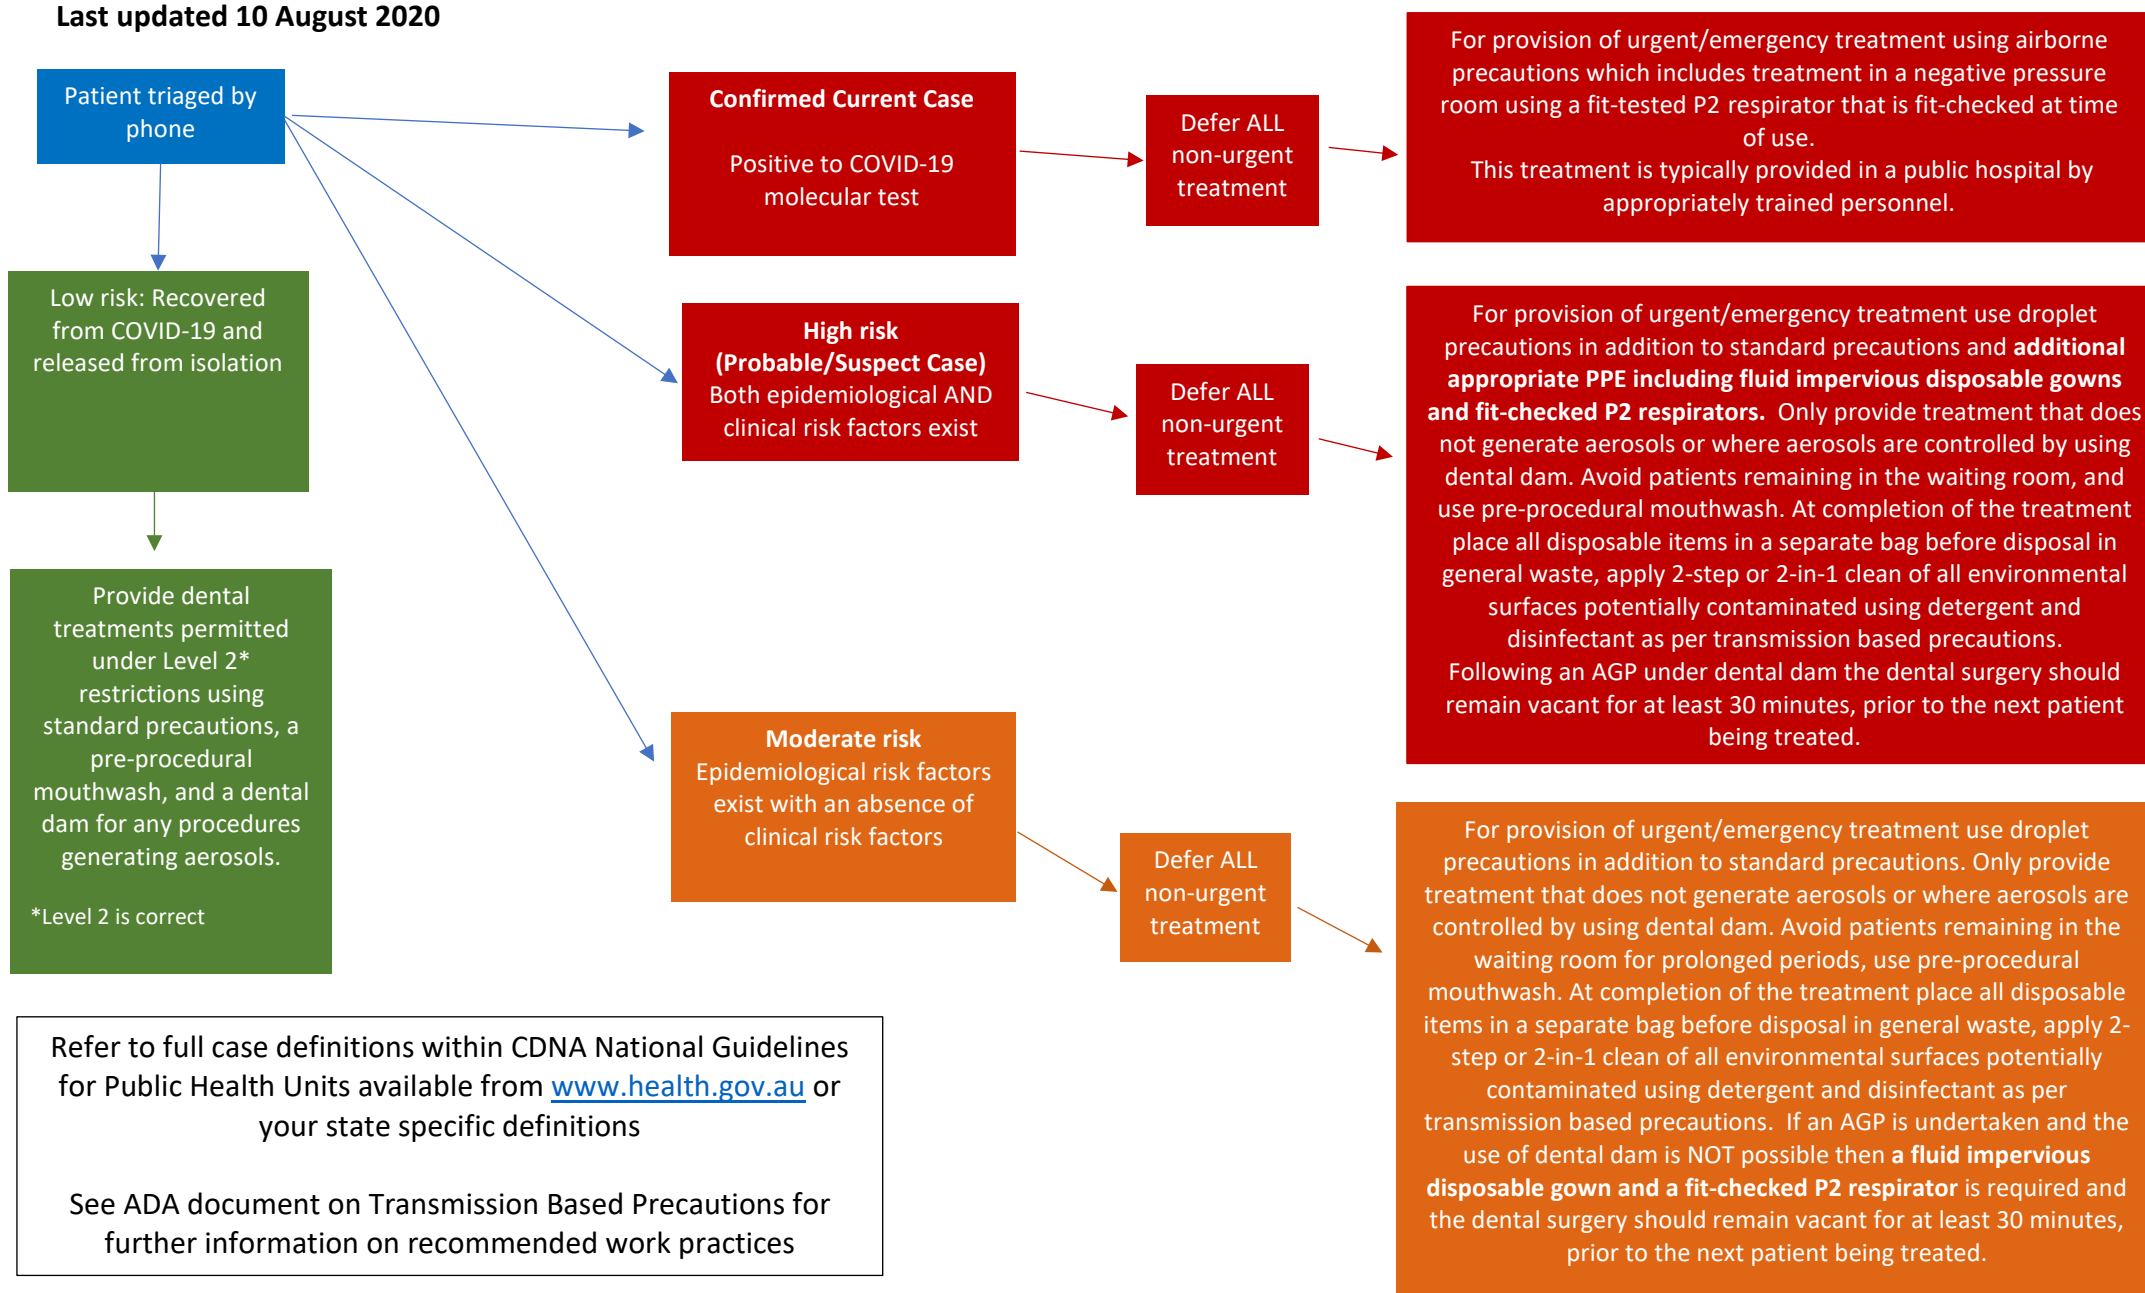 Last updated 10 August 2020
Patient triaged by
phone
Confirmed Current Case
Positive to COVID-19
molecular test
Defer ALL
non-urgent
treatment
For provision of urgent/emergency treatment using airborne
precautions which includes treatment in a negative pressure
room using a fit-tested P2 respirator that is fit-checked at time
of use.
This treatment is typically provided in a public hospital by
appropriately trained personnel.
Low risk: Recovered
from COVID-19 and
released from isolation
High risk
(Probable/Suspect Case)
Both epidemiological AND
clinical risk factors exist
Defer ALL
non-urgent
treatment
For provision of urgent/emergency treatment use droplet
precautions in addition to standard precautions and additional
appropriate PPE including fluid impervious disposable gowns
and fit-checked P2 respirators.  Only provide treatment that does
not generate aerosols or where aerosols are controlled by using
dental dam. Avoid patients remaining in the waiting room, and
use pre-procedural mouthwash. At completion of the treatment
place all disposable items in a separate bag before disposal in
general waste, apply 2-step or 2-in-1 clean of all environmental
surfaces potentially contaminated using detergent and
disinfectant as per transmission based precautions.
Following an AGP under dental dam the dental surgery should
remain vacant for at least 30 minutes, prior to the next patient
being treated.
Provide dental
treatments permitted
under Level 2*
restrictions using
standard precautions, a
pre-procedural
mouthwash, and a dental
dam for any procedures
generating aerosols.
*Level 2 is correct
Moderate risk
Epidemiological risk factors
exist with an absence of
clinical risk factors
Defer ALL
non-urgent
treatment
For provision of urgent/emergency treatment use droplet
precautions in addition to standard precautions. Only provide
treatment that does not generate aerosols or where aerosols are
controlled by using dental dam. Avoid patients remaining in the
waiting room for prolonged periods, use pre-procedural
mouthwash. At completion of the treatment place all disposable
items in a separate bag before disposal in general waste, apply 2-
step or 2-in-1 clean of all environmental surfaces potentially
contaminated using detergent and disinfectant as per
transmission based precautions.  If an AGP is undertaken and the
use of dental dam is NOT possible then a fluid impervious
disposable gown and a fit-checked P2 respirator is required and
the dental surgery should remain vacant for at least 30 minutes,
prior to the next patient being treated.
Refer to full case definitions within CDNA National Guidelines
for Public Health Units available from www.health.gov.au or
your state specific definitions
See ADA document on Transmission Based Precautions for
further information on recommended work practices